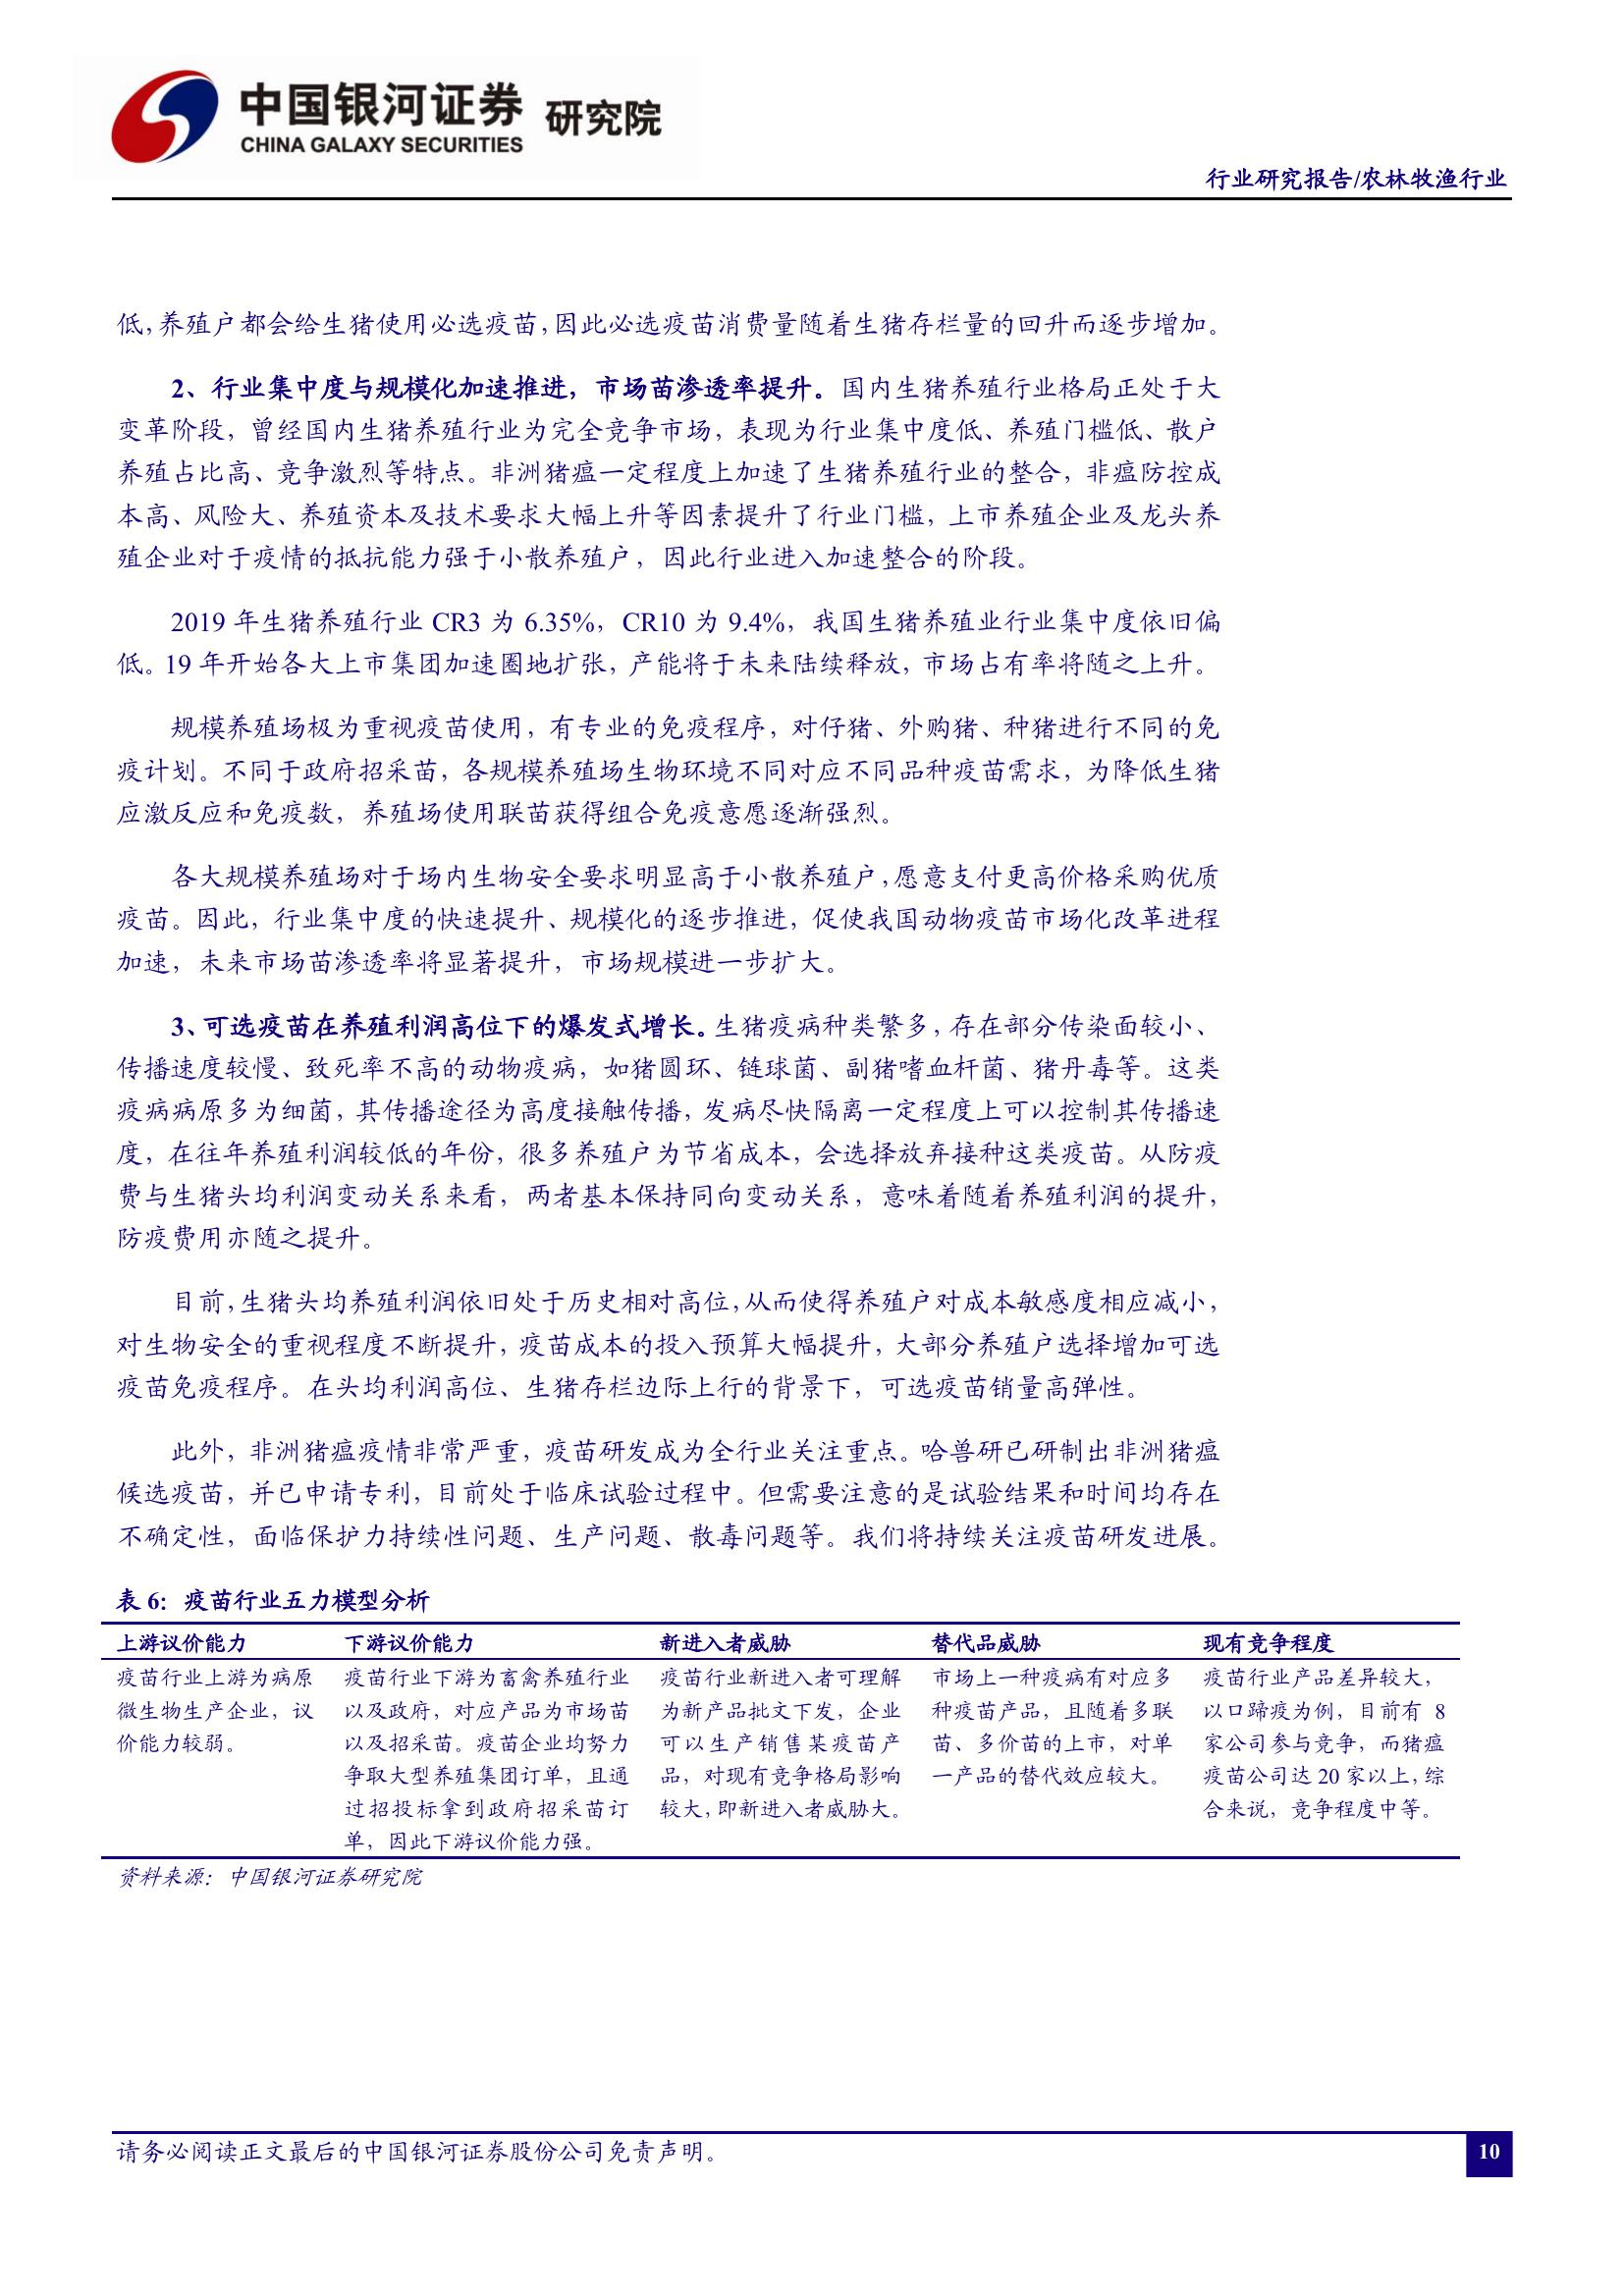 中国银河证券 研究院
CHINA GALAXY SECURITIES
行业研究报告/农林牧渔行业
低，养殖户都会给生猪使用必选疫苗，因此必选疫苗消费量随着生猪存栏量的回升而逐步增加。
2、行业集中度与规模化加速推进，市场苗渗透率提升。国内生猪养殖行业格局正处于大
变革阶段，曾经国内生猪养殖行业为完全竞争市场，表现为行业集中度低、养殖门槛低、散户
养殖占比高、竞争激烈等特点。非洲猪瘟一定程度上加速了生猪养殖行业的整合，非瘟防控成
本高、风险大、养殖资本及技术要求大幅上升等因素提升了行业门槛，上市养殖企业及龙头养
殖企业对于疫情的抵抗能力强于小散养殖户，因此行业进入加速整合的阶段。
2019 年生猪养殖行业 CR3 为 6.35%，CR10 为 9.4%，我国生猪养殖业行业集中度依旧偏
低。19 年开始各大上市集团加速圈地扩张，产能将于未来陆续释放，市场占有率将随之上升。
规模养殖场极为重视疫苗使用，有专业的免疫程序，对仔猪、外购猪、种猪进行不同的免
疫计划。不同于政府招采苗，各规模养殖场生物环境不同对应不同品种疫苗需求，为降低生猪
应激反应和免疫数，养殖场使用联苗获得组合免疫意愿逐渐强烈。
各大规模养殖场对于场内生物安全要求明显高于小散养殖户，愿意支付更高价格采购优质
疫苗。因此，行业集中度的快速提升、规模化的逐步推进，促使我国动物疫苗市场化改革进程
加速，未来市场苗渗透率将显著提升，市场规模进一步扩大。
3、可选疫苗在养殖利润高位下的爆发式增长。生猪疫病种类繁多，存在部分传染面较小、
传播速度较慢、致死率不高的动物疫病，如猪圆环、链球菌、副猪嗜血杆菌、猪丹毒等。这类
疫病病原多为细菌，其传播途径为高度接触传播，发病尽快隔离一定程度上可以控制其传播速
度，在往年养殖利润较低的年份，很多养殖户为节省成本，会选择放弃接种这类疫苗。从防疫
费与生猪头均利润变动关系来看，两者基本保持同向变动关系，意味着随着养殖利润的提升，
防疫费用亦随之提升。
目前，生猪头均养殖利润依旧处于历史相对高位，从而使得养殖户对成本敏感度相应减小，
对生物安全的重视程度不断提升，疫苗成本的投入预算大幅提升，大部分养殖户选择增加可选
疫苗免疫程序。在头均利润高位、生猪存栏边际上行的背景下，可选疫苗销量高弹性。
此外，非洲猪瘟疫情非常严重，疫苗研发成为全行业关注重点。哈兽研已研制出非洲猪瘟
候选疫苗，并已申请专利，目前处于临床试验过程中。但需要注意的是试验结果和时间均存在
不确定性，面临保护力持续性问题、生产问题、散毒问题等。我们将持续关注疫苗研发进展。
表 6：疫苗行业五力模型分析
上游议价能力 下游议价能力 新进入者威胁 替代品威胁 现有竞争程度
疫苗行业上游为病原 疫苗行业下游为畜禽养殖行业 疫苗行业新进入者可理解 市场上一种疫病有对应多 疫苗行业产品差异较大，
微生物生产企业，议 以及政府，对应产品为市场苗 为新产品批文下发，企业 种疫苗产品，且随着多联 以口蹄疫为例，目前有 8
价能力较弱。 以及招采苗。疫苗企业均努力 可以生产销售某疫苗产 苗、多价苗的上市，对单 家公司参与竞争，而猪瘟
争取大型养殖集团订单，且通 品，对现有竞争格局影响 一产品的替代效应较大。 疫苗公司达 20 家以上，综
过招投标拿到政府招采苗订 较大，即新进入者威胁大。 合来说，竞争程度中等。
单，因此下游议价能力强。
资料来源：中国银河证券研究院
请务必阅读正文最后的中国银河证券股份公司免责声明。
10